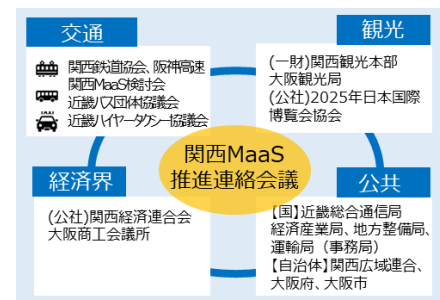 交通
関西鉄道協会、阪神高速
関西MaaS検討会
近畿バス団体協議会
近畿ハイヤータクシー協議会
観光
(一財)関西観光本部
大阪観光局
(公社)2025年日本国際
博覧会協会
関西MaaS
推進連絡会議
経済界
(公社)関西経済連合会
大阪商工会議所
公共
【国】近畿総合通信局
経済産業局、地方整備局、
運輸局（事務局）
【自治体】関西広域連合、
大阪府、大阪市